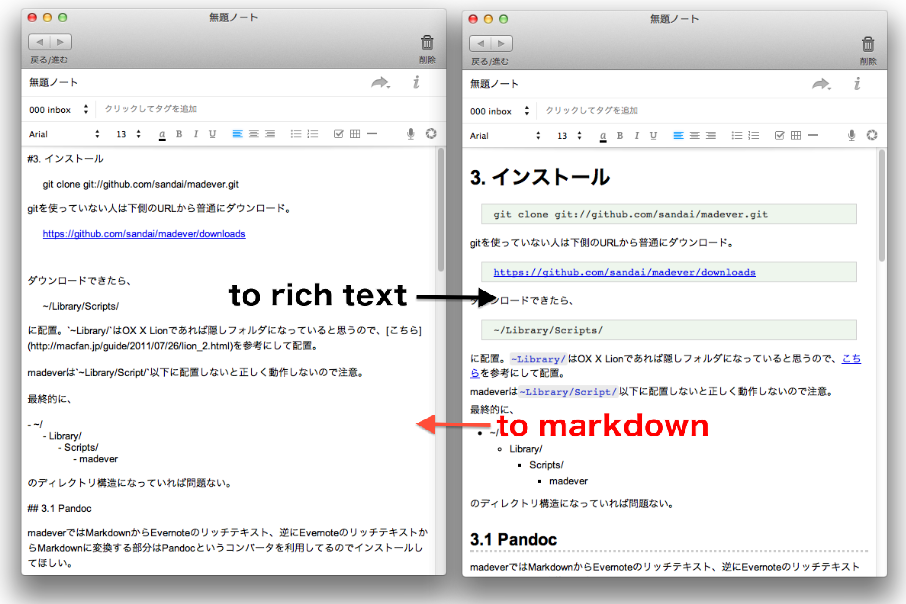 無題ノート
戻る/進む
削除
無題ノート
000 inbox
クリックしてタグを追加
Arial
13
a B I U
#3. インストール
git clone git://github.com/sandai/madever.git
gitを使っていない人は下側のURLから普通にダウンロード。
https://github.com/sandai/madever/downloads
ダウンロードできたら、
~/Library/Scripts/
に配置。`~Library/`はOX X Lionであれば隠しフォルダになっていると思うので、[こちら]
(http://macfan.jp/guide/2011/07/26/lion_2.html)を参考にして配置。
madeverは`~Library/Script/`以下に配置しないと正しく動作しないので注意。
最終的に、
- ~/
- Library/
- Scripts/
- madever
のディレクトリ構造になっていれば問題ない。
## 3.1 Pandoc
madeverではMarkdownからEvernoteのリッチテキスト、逆にEvernoteのリッチテキストか
らMarkdownに変換する部分はPandocというコンバータを利用してるのでインストールし
てほしい。
to rich text
to markdown
無題ノート
戻る/進む
削除
無題ノート
000 inbox
クリックしてタグを追加
Arial
13
a B I U
3. インストール
git clone git://github.com/sandai/madever.git
gitを使っていない人は下側のURLから普通にダウンロード。
https://github.com/sandai/madever/downloads
ダウンロードできたら、
~/Library/Scripts/
に配置。~Library/はOX X Lionであれば隠しフォルダになっていると思うので、こち
らを参考にして配置。
madeverは~Library/Script/以下に配置しないと正しく動作しないので注意。
最終的に、
• ~/
Library/
Scripts/
madever
のディレクトリ構造になっていれば問題ない。
3.1 Pandoc
madeverではMarkdownからEvernoteのリッチテキスト、逆にEvernoteのリッチテキスト